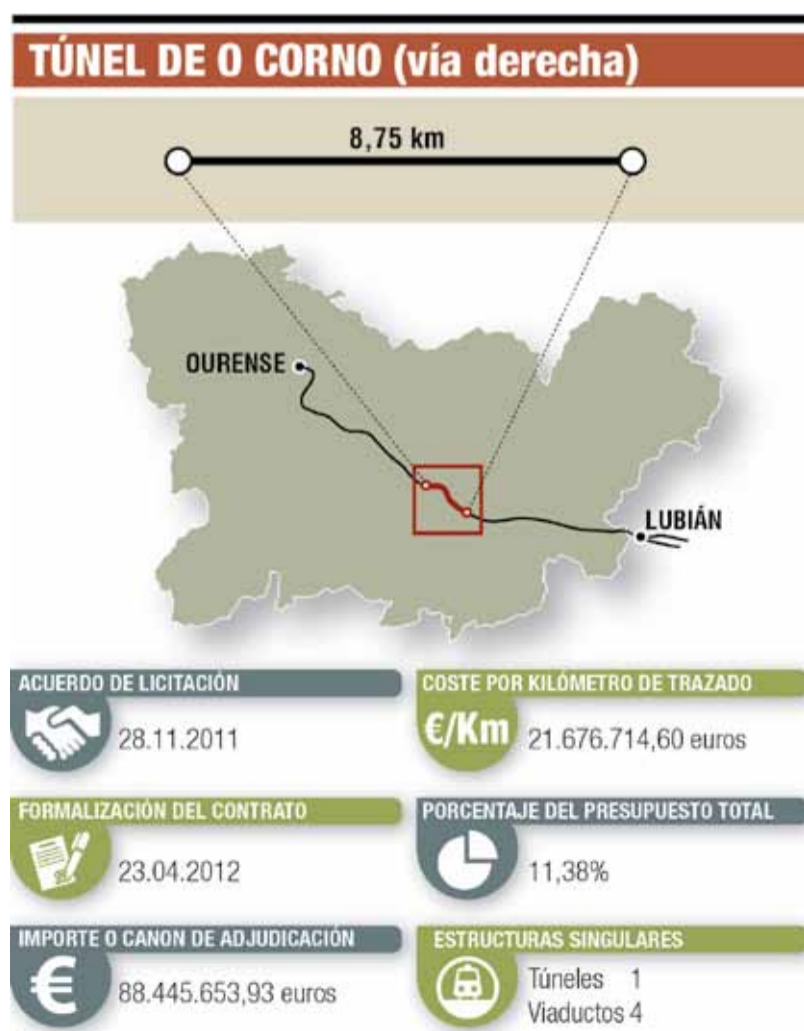 TÚNEL DE O CORNO (vía derecha)
8,75 km
OURENSE
LUBIÁN
ACUERDO DE LICITACIÓN
28.11.2011
COSTE POR KILÓMETRO DE TRAZADO
€/Km
21.676.714,60 euros
FORMALIZACIÓN DEL CONTRATO
23.04.2012
PORCENTAJE DEL PRESUPUESTO TOTAL
11,38%
IMPORTE O CANON DE ADJUDICACIÓN
€
88.445.653,93 euros
ESTRUCTURAS SINGULARES
Túneles 1
Viaductos 4